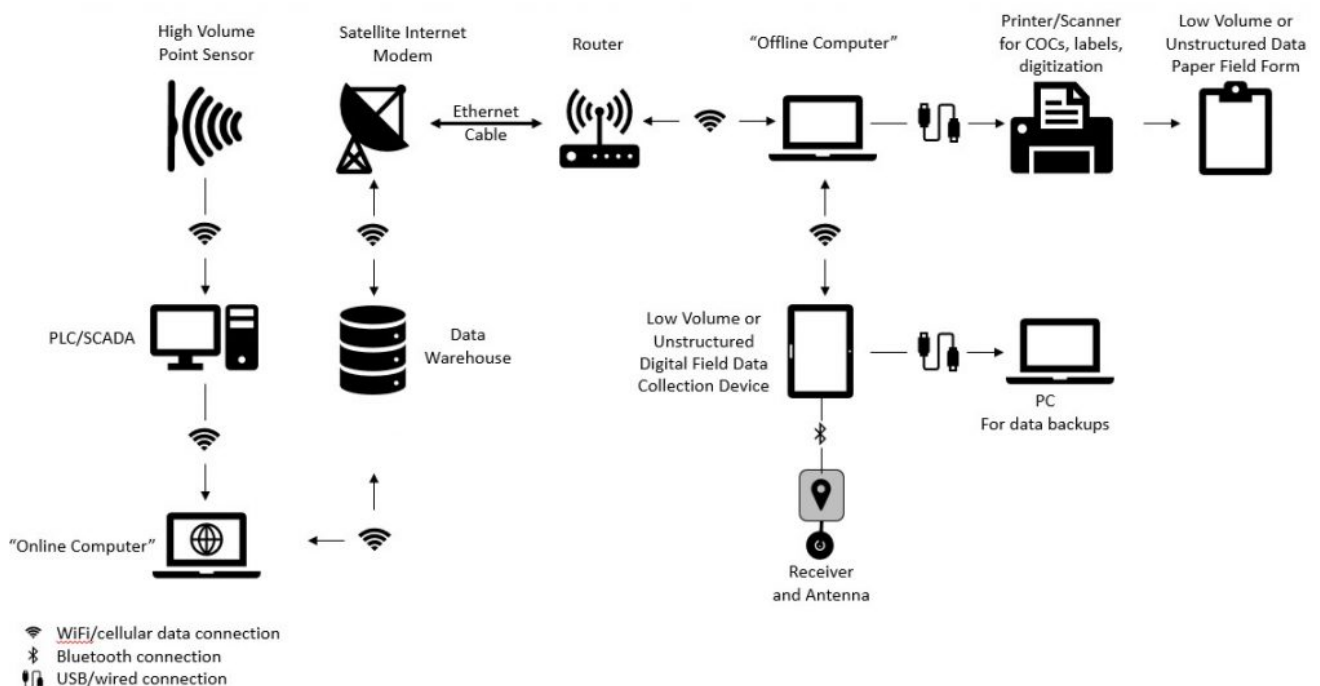 High Volume
Point Sensor
Satellite Internet
Modem
Router
"Offline Computer"
Printer/Scanner
for COCs, labels,
digitization
Low Volume or
Unstructured Data
Paper Field Form
Ethernet
Cable
PLC/SCADA
Data
Warehouse
Low Volume or
Unstructured
Digital Field Data
Collection Device
PC
For data backups
"Online Computer"
Receiver
and Antenna
WiFi/cellular data connection
Bluetooth connection
USB/wired connection